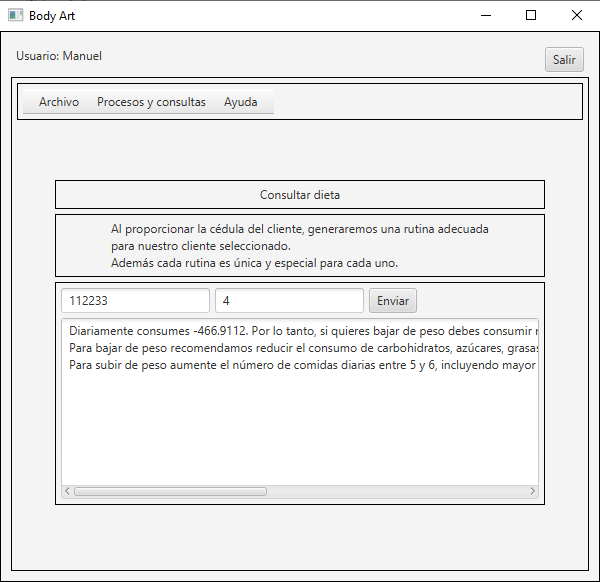 Body Art
Usuario: Manuel
Salir
Archivo Procesos y consultas Ayuda
Consultar dieta
Al proporcionar la cédula del cliente, generaremos una rutina adecuada
para nuestro cliente seleccionado.
Además cada rutina es única y especial para cada uno.
112233 4 Enviar
Diariamente consumes -466.9112. Por lo tanto, si quieres bajar de peso debes consumir
Para bajar de peso recomendamos reducir el consumo de carbohidratos, azúcares, grasas
Para subir de peso aumente el número de comidas diarias entre 5 y 6, incluyendo mayor